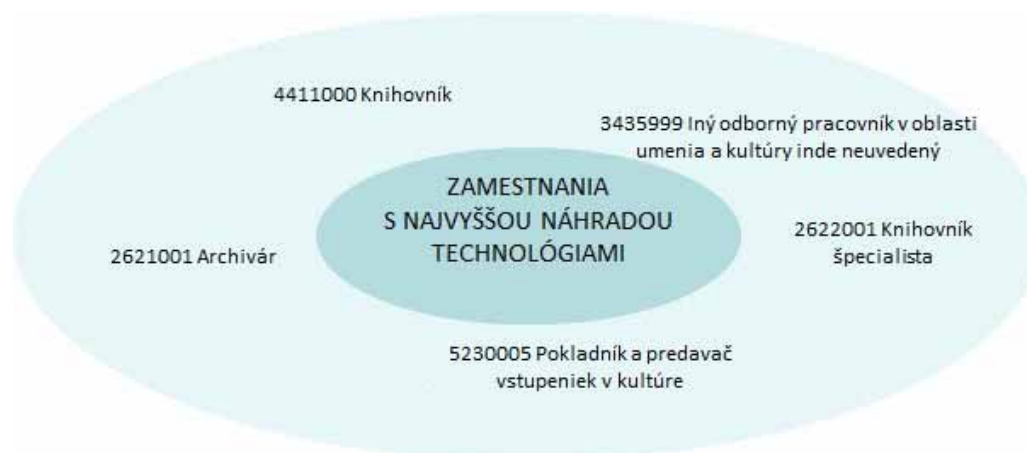 4411000 Knihovník
3435999 Iný odborný pracovník v oblasti
umenia a kultúry inde neuvedený
ZAMESTNANIA
S NAJVYŠŠOU NÁHRADOU
TECHNOLÓGIAMI
2621001 Archivár
2622001 Knihovník
špecialista
5230005 Pokladník a predavač
vstupeniek v kultúre